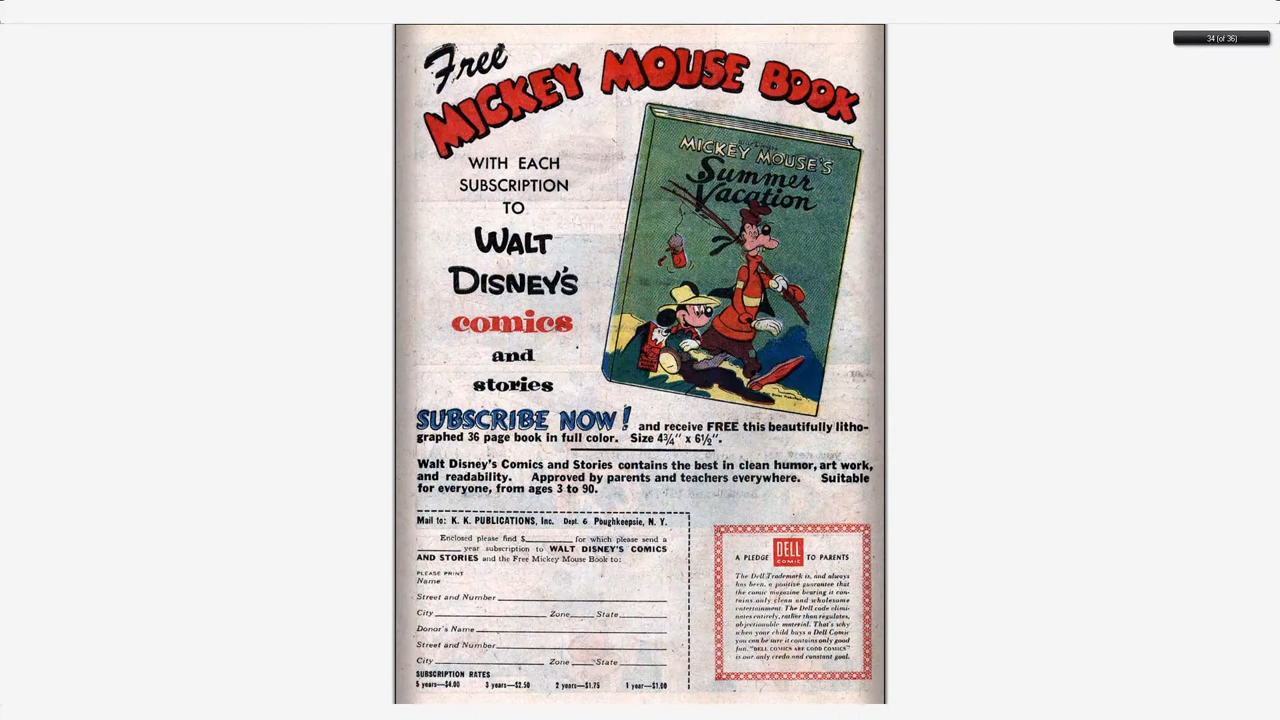 34 (of 36)
Free
MICKEY MOUSE BOOK
WITH EACH
SUBSCRIPTION
TO
WALT
DISNEY'S
comics
and
stories
MICKEY MOUSE'S
Summer
Vacation
SUBSCRIBE NOW! and receive FREE this beautifully litho-
graphed 36 page book in full color. Size 4¾" x 6½".
Walt Disney's Comics and Stories contains the best in clean humor, art work,
and readability. Approved by parents and teachers everywhere. Suitable
for everyone, from ages 3 to 90.
Mail to: K. K. PUBLICATIONS, Inc. Dept. 6 Poughkeepsie, N. Y.
Enclosed please find $________ for which please send a
________ year subscription to WALT DISNEY'S COMICS
AND STORIES and the Free Mickey Mouse Book to:
PLEASE PRINT
Name
Street and Number
City Zone State
Donor's Name
Street and Number
City Zone State
SUBSCRIPTION RATES
5 years—$4.00 3 years—$2.50 2 years—$1.75 1 year—$1.00
A PLEDGE DELL COMIC TO PARENTS
The Dell Trademark is, and always
has been, a positive guarantee that
the comic magazine bearing it con-
tains only clean and wholesome
entertainment. The Dell code elimi-
nates entirely, rather than regulates,
objectionable material. That's why
when your child buys a Dell Comic
you can be sure it contains only good
fun. "DELL COMICS ARE GOOD COMICS"
is our only credo and constant goal.